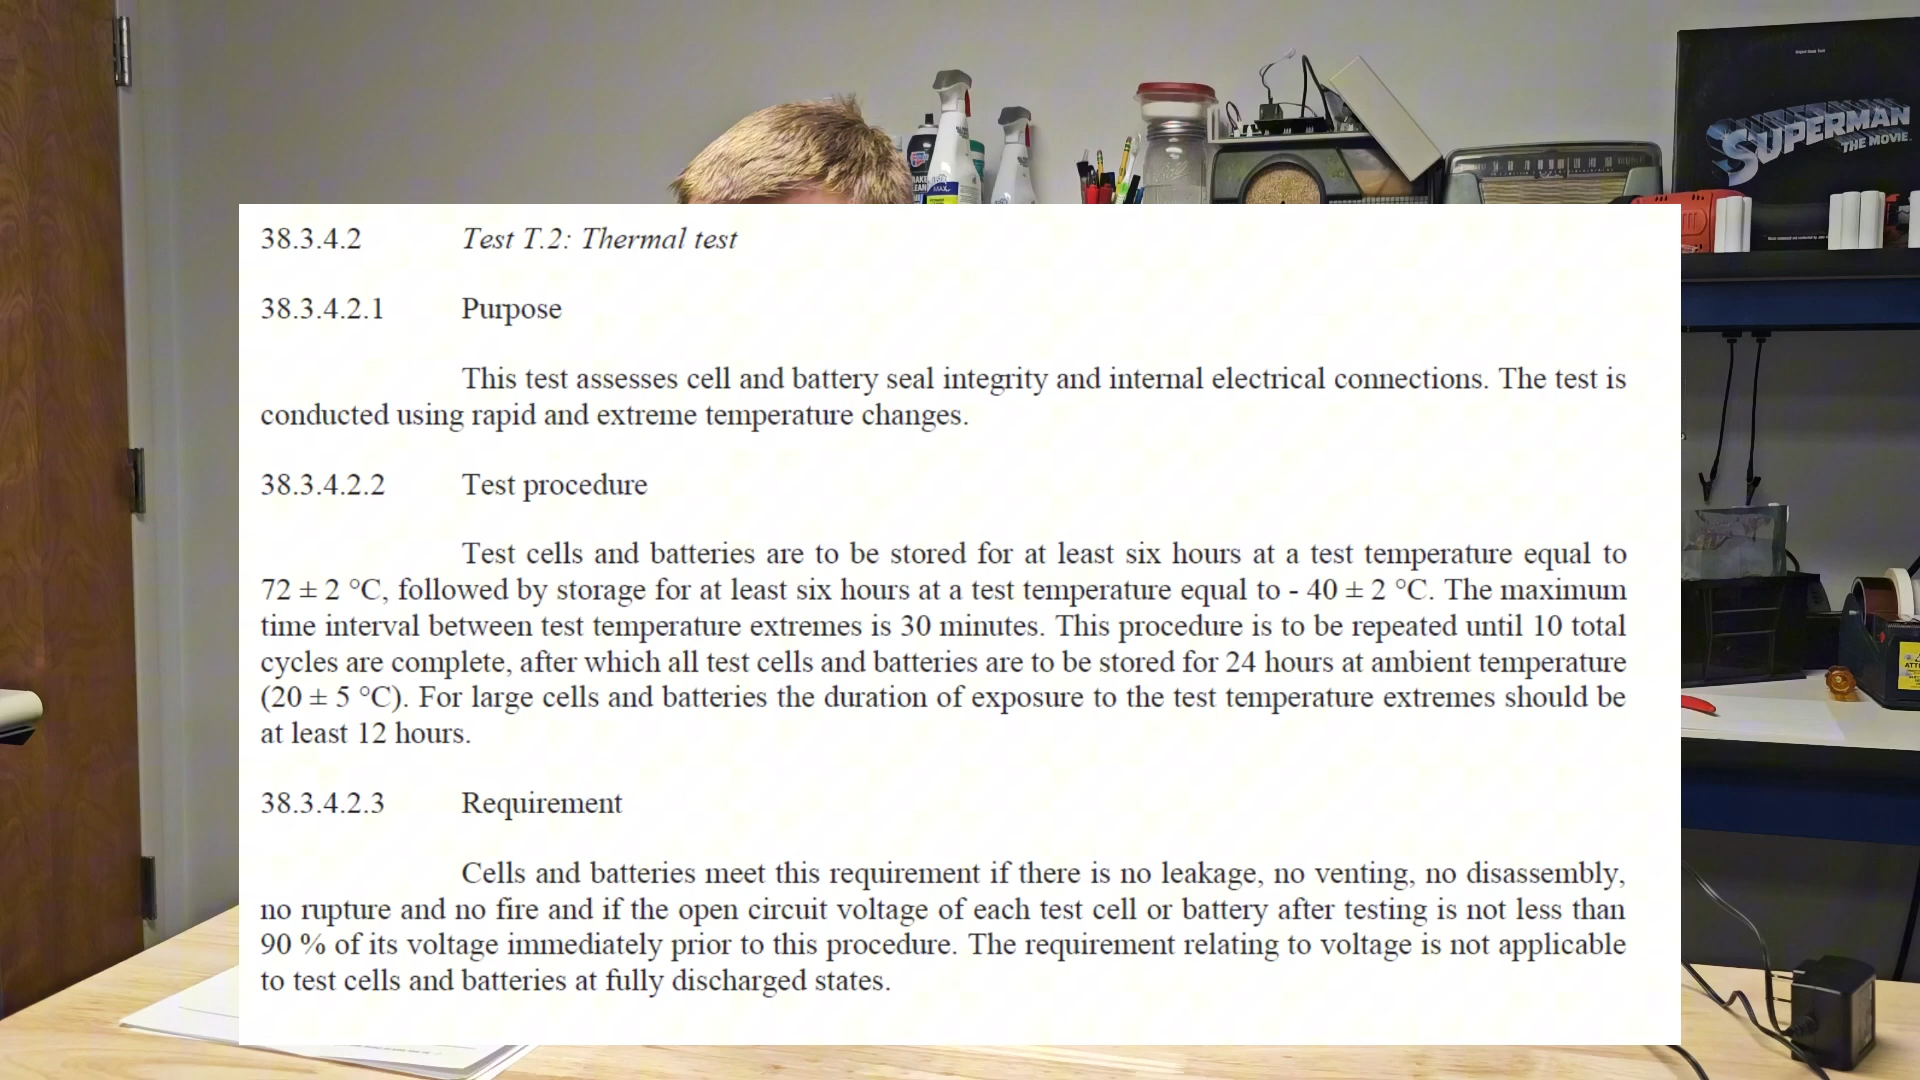 SUPERMAN
THE MOVIE.
38.3.4.2 Test T.2: Thermal test
38.3.4.2.1 Purpose
This test assesses cell and battery seal integrity and internal electrical connections. The test is
conducted using rapid and extreme temperature changes.
38.3.4.2.2 Test procedure
Test cells and batteries are to be stored for at least six hours at a test temperature equal to
72 ± 2 °C, followed by storage for at least six hours at a test temperature equal to - 40 ± 2 °C. The maximum
time interval between test temperature extremes is 30 minutes. This procedure is to be repeated until 10 total
cycles are complete, after which all test cells and batteries are to be stored for 24 hours at ambient temperature
(20 ± 5 °C). For large cells and batteries the duration of exposure to the test temperature extremes should be
at least 12 hours.
38.3.4.2.3 Requirement
Cells and batteries meet this requirement if there is no leakage, no venting, no disassembly,
no rupture and no fire and if the open circuit voltage of each test cell or battery after testing is not less than
90 % of its voltage immediately prior to this procedure. The requirement relating to voltage is not applicable
to test cells and batteries at fully discharged states.